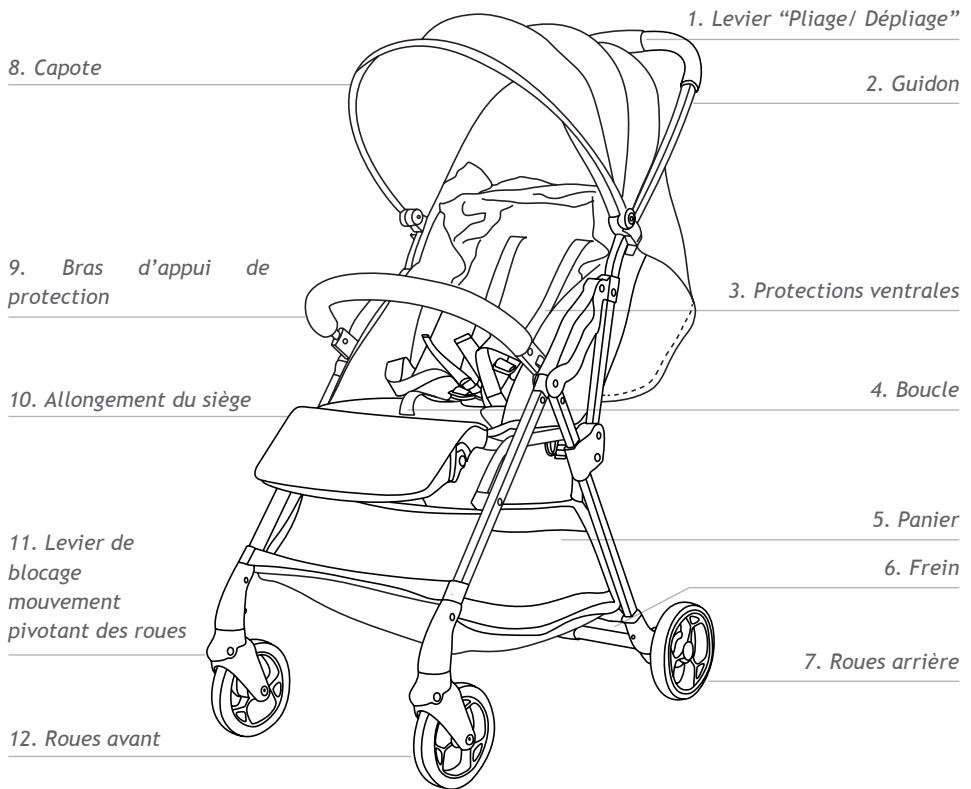 1. Levier “Pliage/ Dépliage”
2. Guidon
3. Protections ventrales
4. Boucle
5. Panier
6. Frein
7. Roues arrière
8. Capote
9. Bras d’appui de
protection
10. Allongement du siège
11. Levier de
blocage
mouvement
pivotant des roues
12. Roues avant